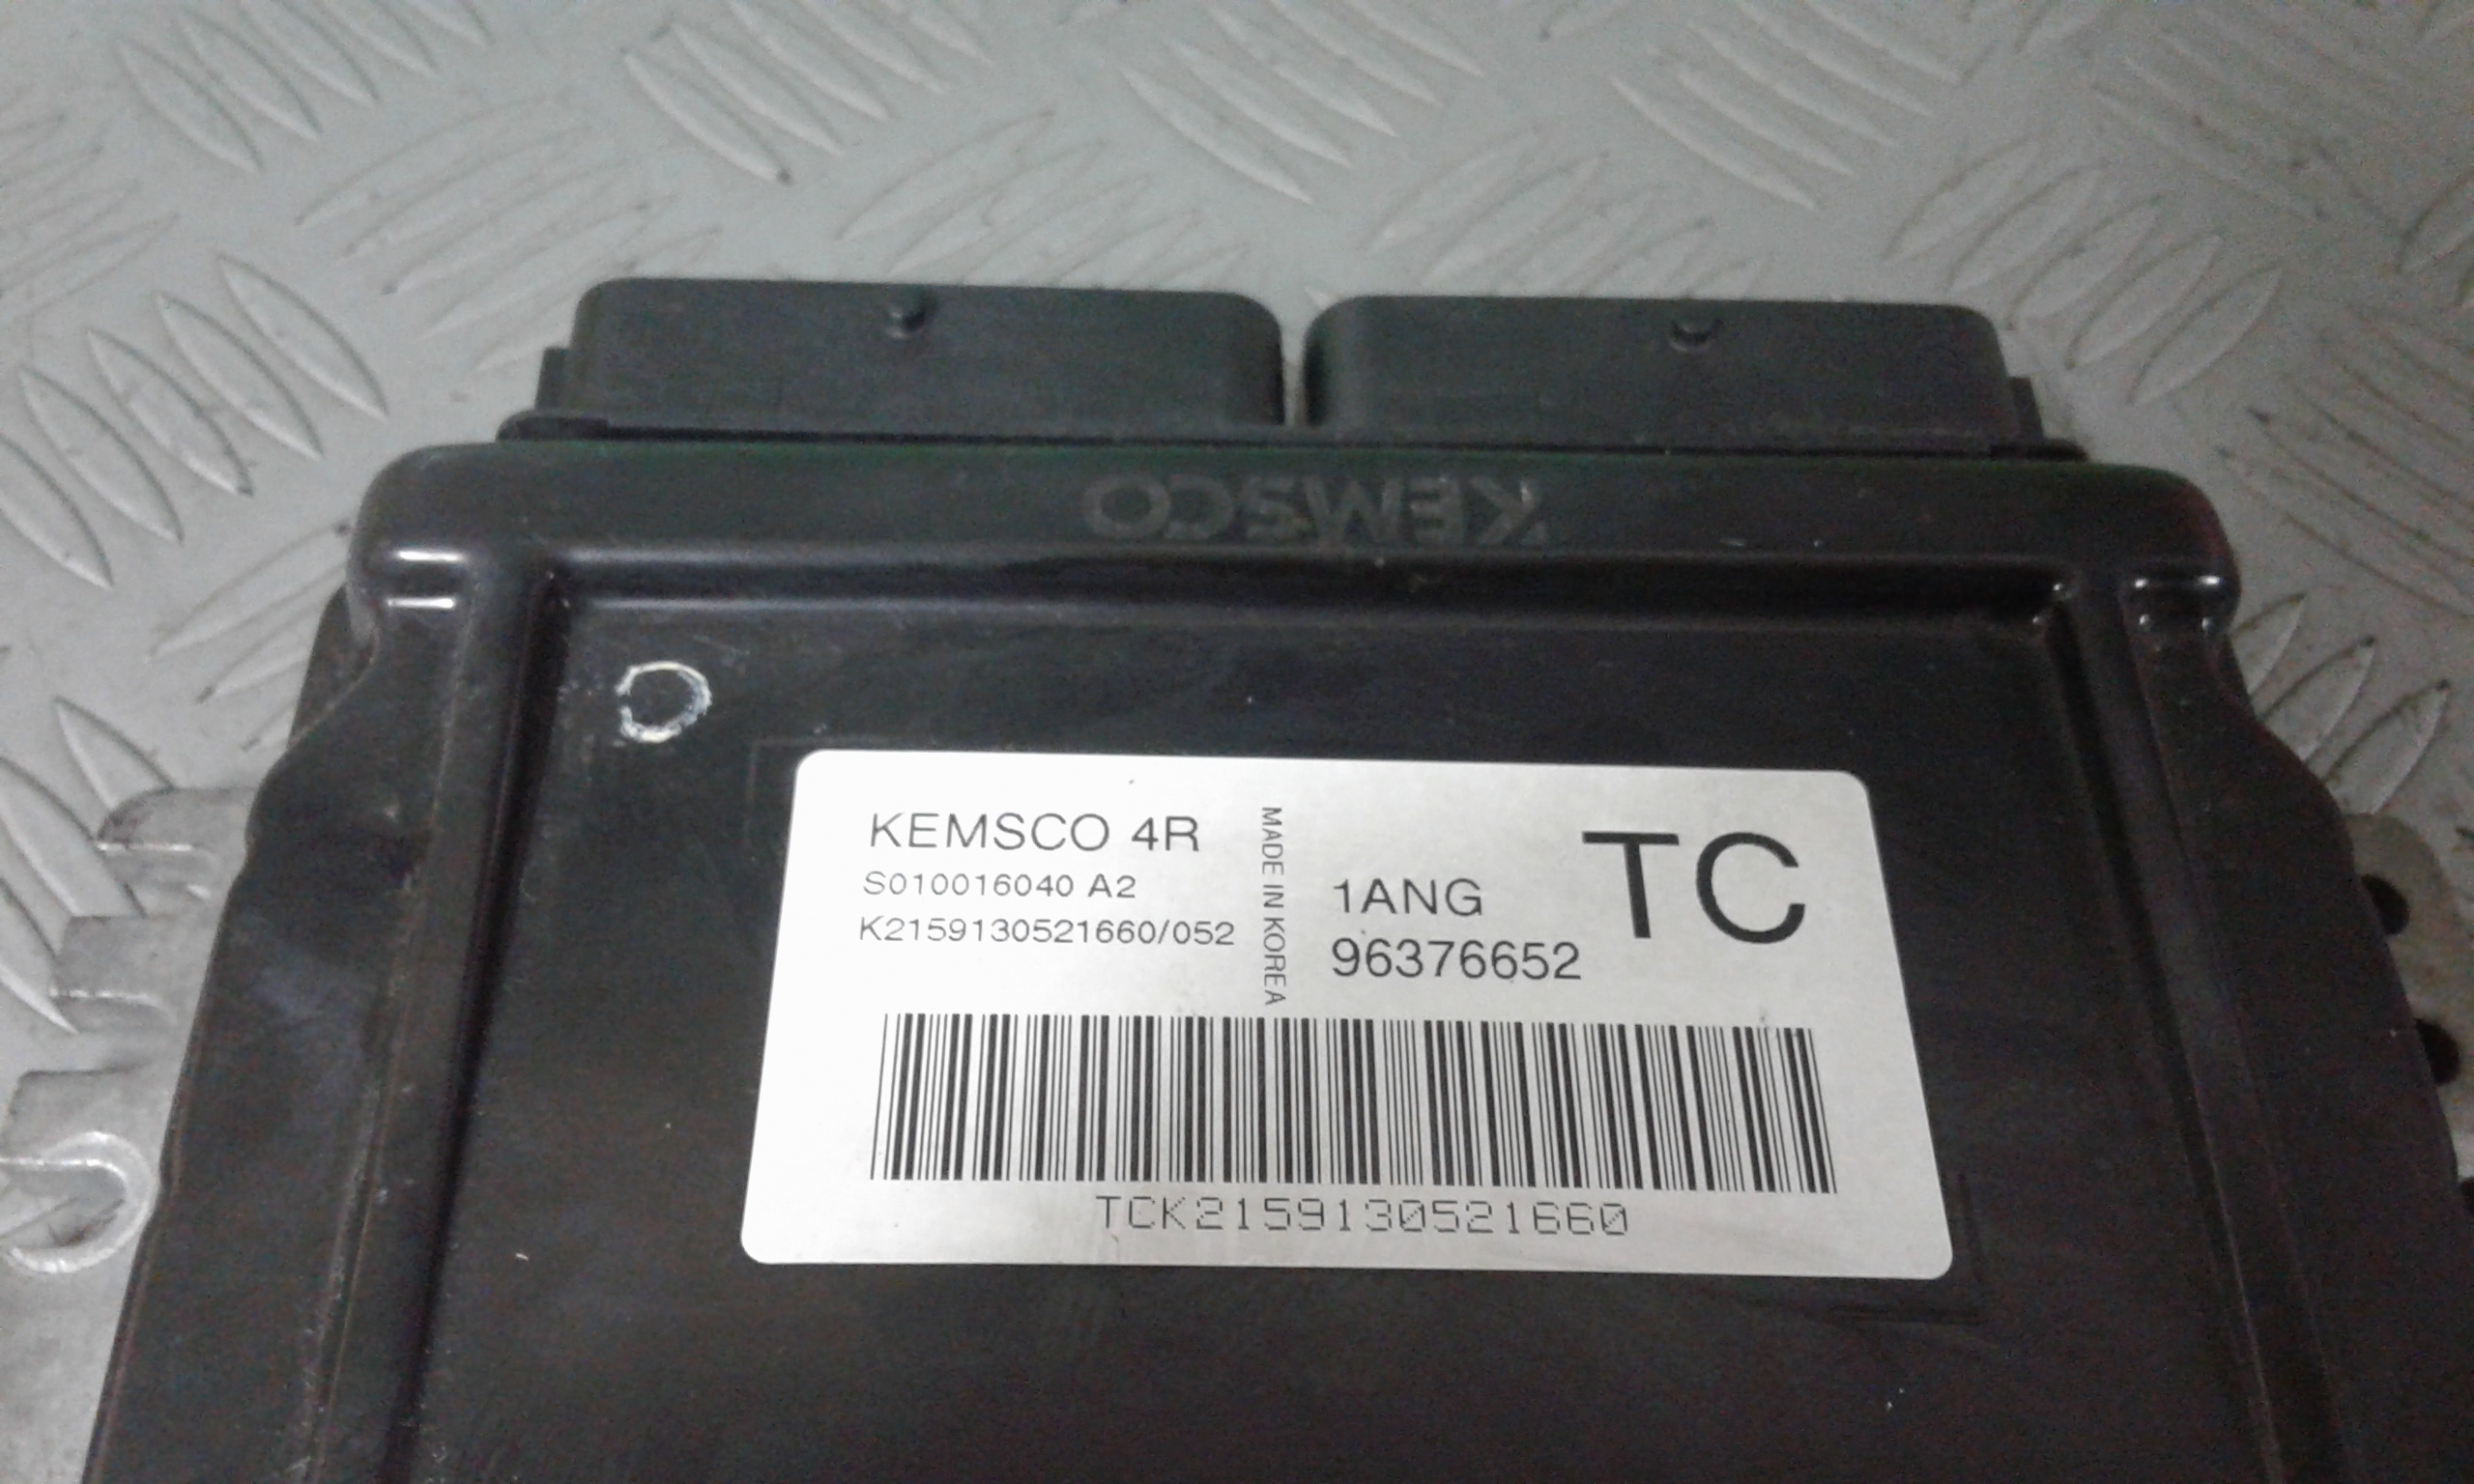 KEMSCO
KEMSCO 4R
S010016040 A2
K2159130521660/052
MADE IN KOREA
1ANG
96376652
TC
TCK2159130521660